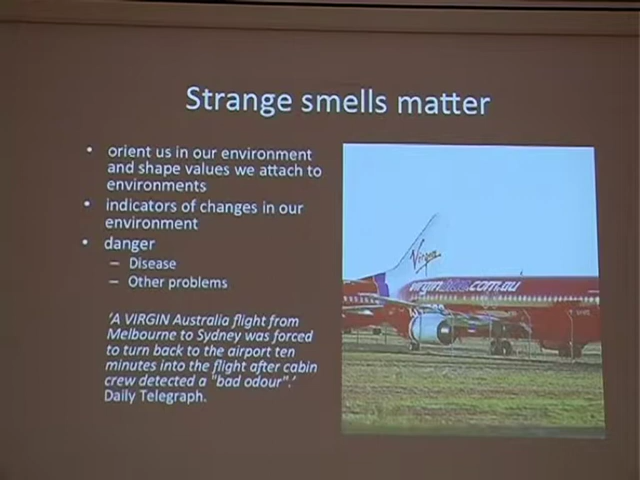 Strange smells matter
• orient us in our environment
and shape values we attach to
environments
• indicators of changes in our
environment
• danger
– Disease
– Other problems
'A VIRGIN Australia flight from
Melbourne to Sydney was forced
to turn back to the airport ten
minutes into the flight after cabin
crew detected a "bad odour".'
Daily Telegraph.
Virgin
virginblue.com.au